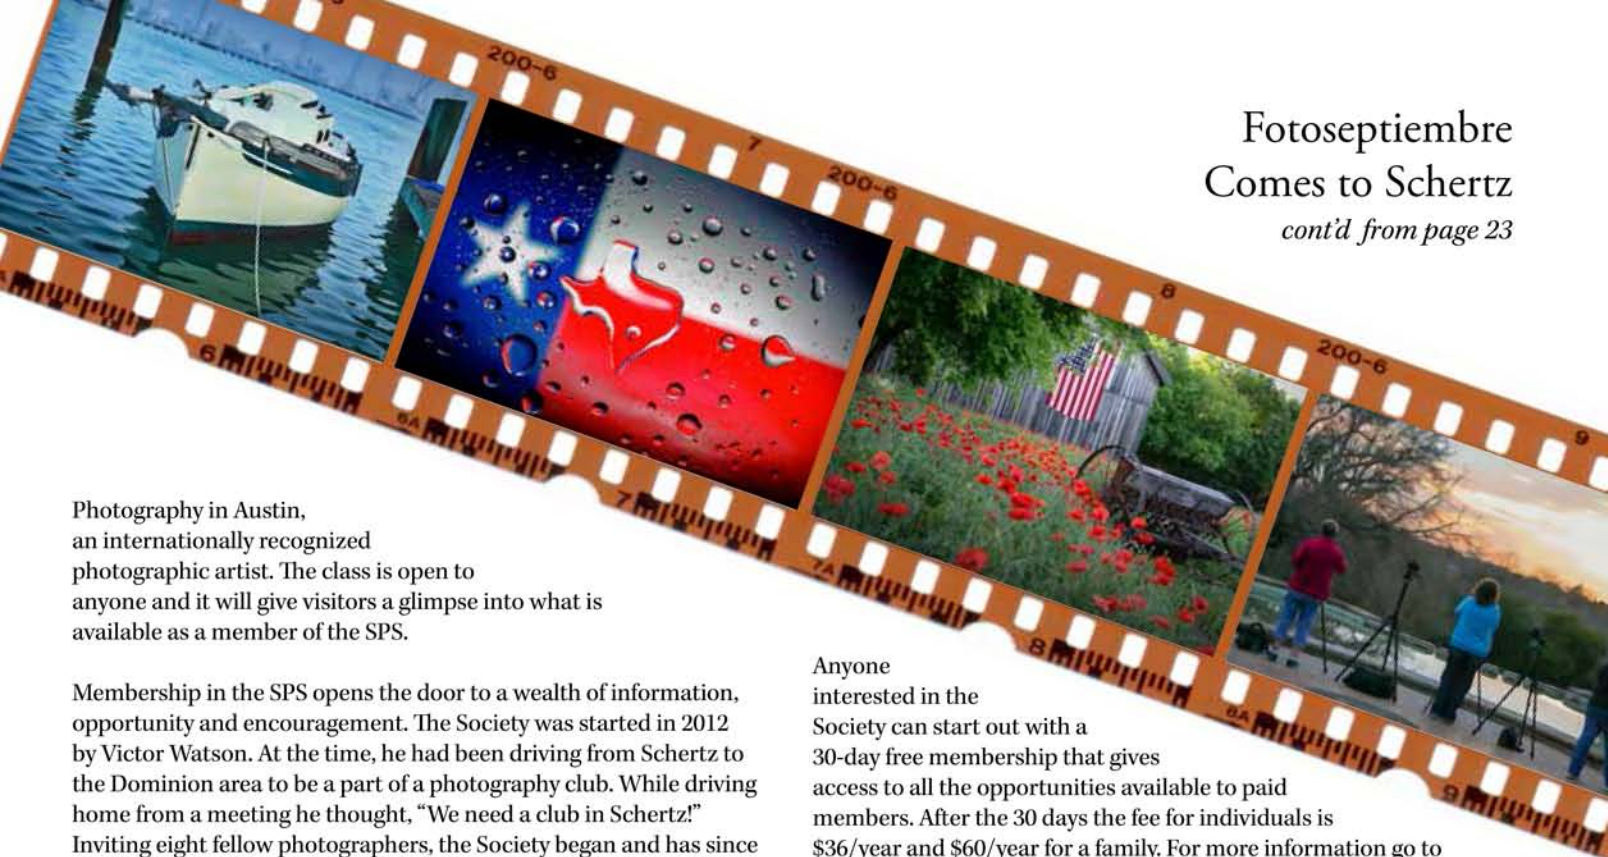 200-6
7
200-6
8
200-6
9
6
6A
7
7A
8
8A
9
Fotoseptiembre
Comes to Schertz
cont'd from page 23
Photography in Austin,
an internationally recognized
photographic artist. The class is open to
anyone and it will give visitors a glimpse into what is
available as a member of the SPS.
Membership in the SPS opens the door to a wealth of information,
opportunity and encouragement. The Society was started in 2012
by Victor Watson. At the time, he had been driving from Schertz to
the Dominion area to be a part of a photography club. While driving
home from a meeting he thought, “We need a club in Schertz!”
Inviting eight fellow photographers, the Society began and has since
Anyone
interested in the
Society can start out with a
30-day free membership that gives
access to all the opportunities available to paid
members. After the 30 days the fee for individuals is
$36/year and $60/year for a family. For more information go to